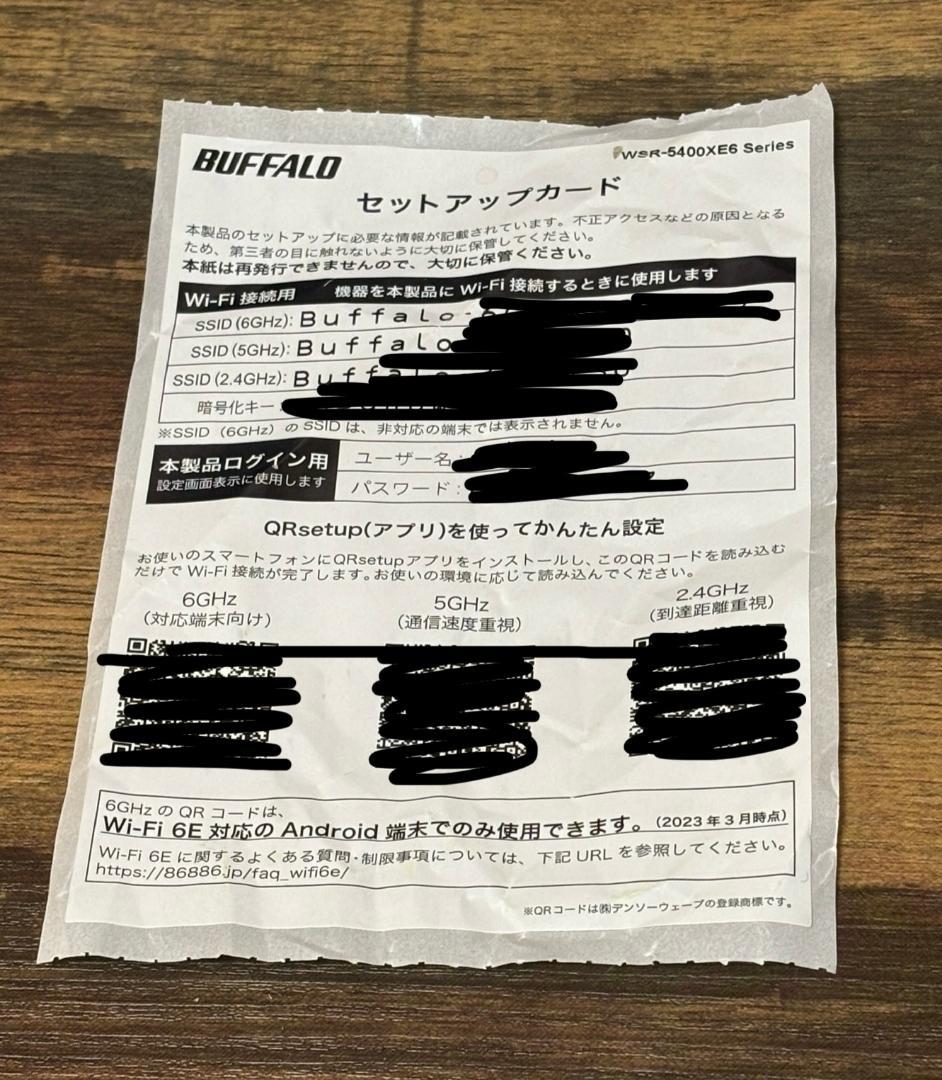 BUFFALO
WSR-5400XE6 Series
セットアップカード
本製品のセットアップに必要な情報が記載されています。不正アクセスなどの原因となる
ため、第三者の目に触れないように大切に保管してください。
本紙は再発行できませんので、大切に保管ください。
Wi-Fi 接続用 機器を本製品に Wi-Fi 接続するときに使用します
SSID (6GHz): Buffalo-6
SSID (5GHz): Buffalo
SSID (2.4GHz): Buffalo
暗号化キー
※SSID (6GHz) の SSID は、非対応の端末では表示されません。
本製品ログイン用
設定画面表示に使用します
ユーザー名:
パスワード:
QRsetup(アプリ)を使ってかんたん設定
お使いのスマートフォンにQRsetupアプリをインストールし、このQRコードを読み込む
だけで Wi-Fi 接続が完了します。お使いの環境に応じて読み込んでください。
6GHz
(対応端末向け)
5GHz
(通信速度重視)
2.4GHz
(到達距離重視)
6GHz の QR コードは、
Wi-Fi 6E 対応の Android 端末でのみ使用できます。(2023 年 3 月時点)
Wi-Fi 6E に関するよくある質問・制限事項については、下記 URL を参照してください。
https://86886.jp/faq_wifi6e/
※QRコードは㈱デンソーウェーブの登録商標です。